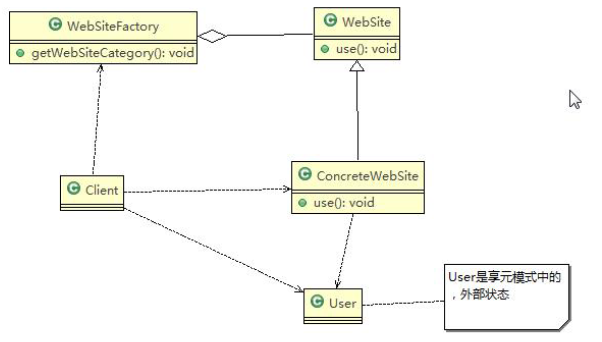 C WebSiteFactory
getWebSiteCategory(): void
C WebSite
use(): void
C Client
C ConcreteWebSite
use(): void
C User
User是享元模式中的
，外部状态